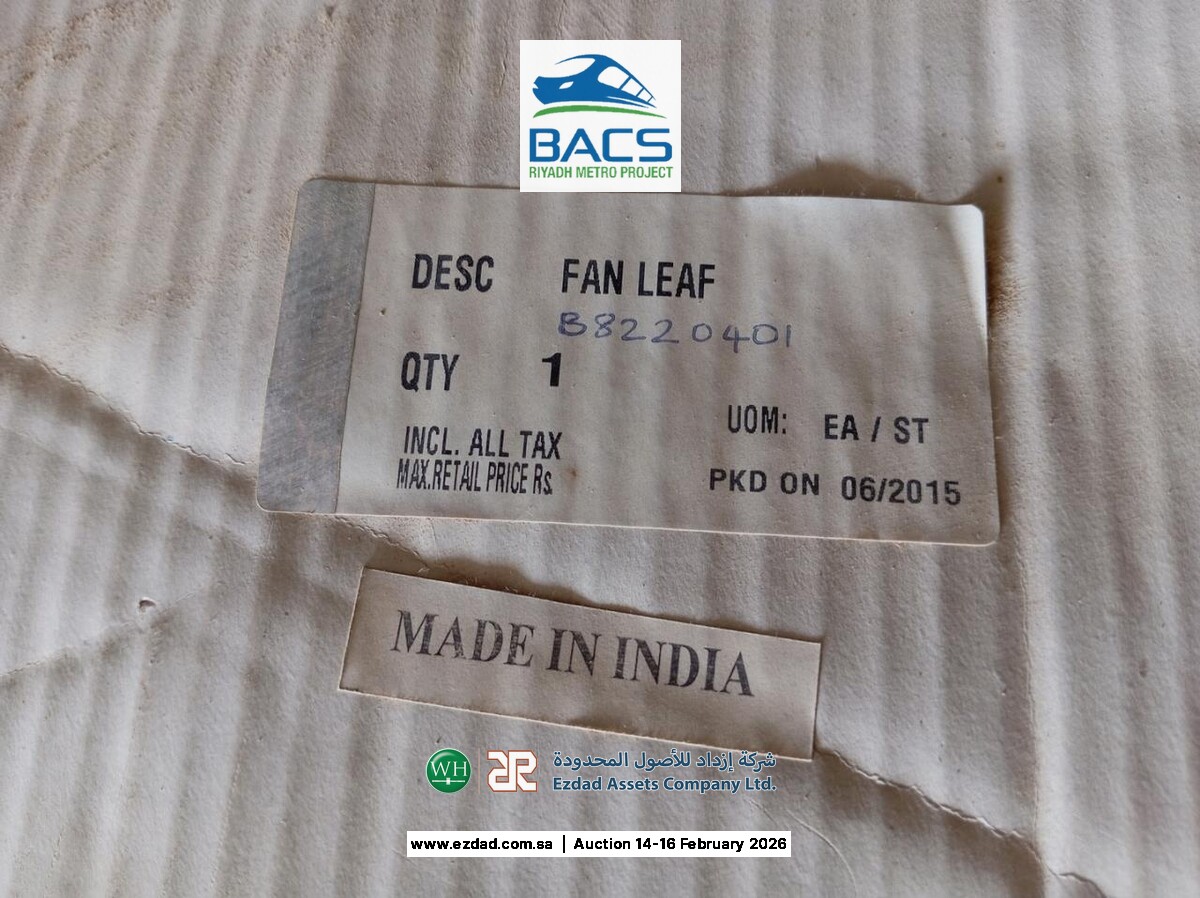 BACS
RIYADH METRO PROJECT
DESC FAN LEAF
B8220401
QTY 1
UOM: EA / ST
INCL. ALL TAX
MAX.RETAIL PRICE Rs.
PKD ON 06/2015
MADE IN INDIA
WH
شركة إزداد للأصول المحدودة
Ezdad Assets Company Ltd.
www.ezdad.com.sa | Auction 14-16 February 2026